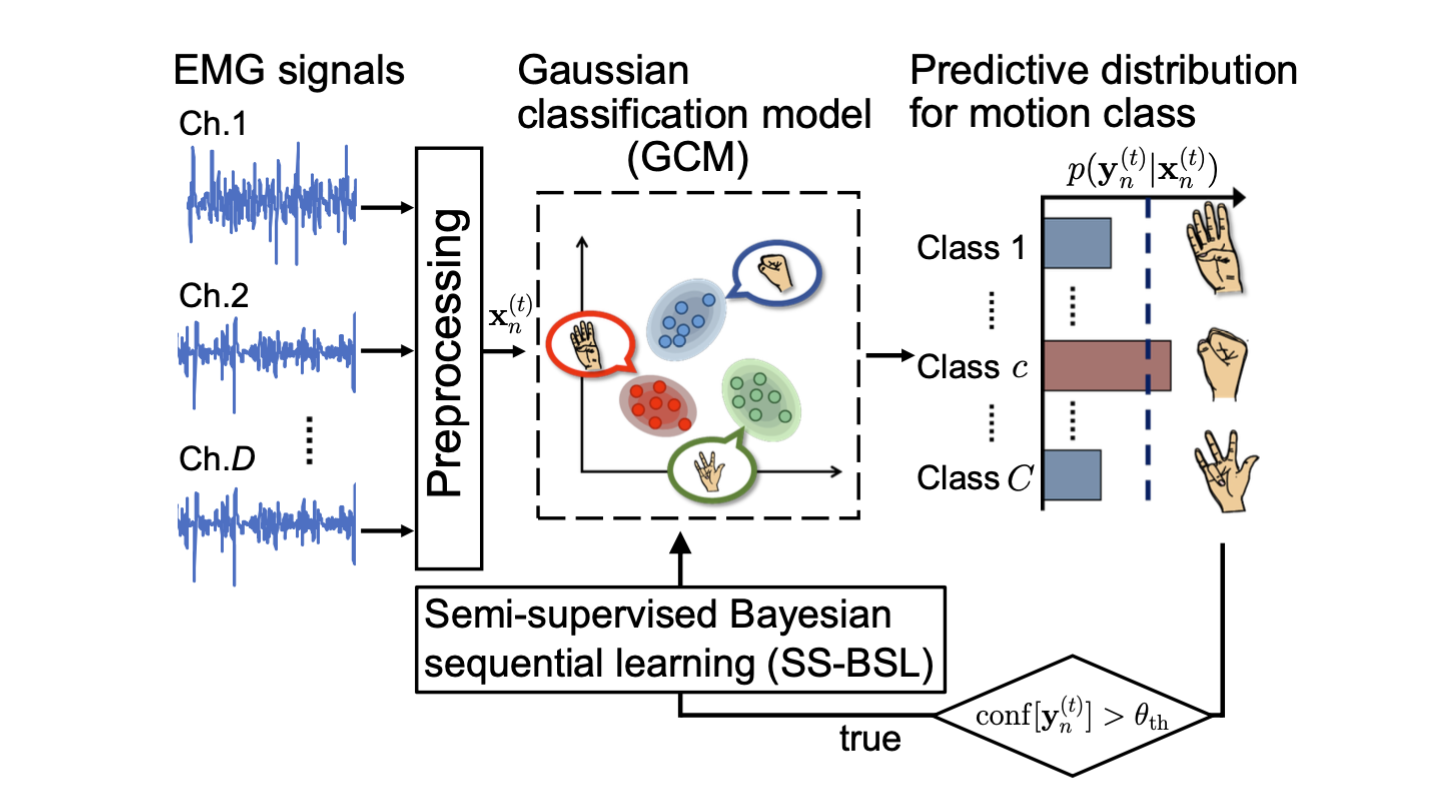 EMG signals
Ch.1
Ch.2
Ch.D
Preprocessing
$\mathbf{x}_n^{(t)}$
Gaussian
classification model
(GCM)
Predictive distribution
for motion class
$p(\mathbf{y}_n^{(t)}|\mathbf{x}_n^{(t)})$
Class 1
Class $c$
Class $C$
Semi-supervised Bayesian
sequential learning (SS-BSL)
$\mathrm{conf}[\mathbf{y}_n^{(t)}] > \theta_{\mathrm{th}}$
true